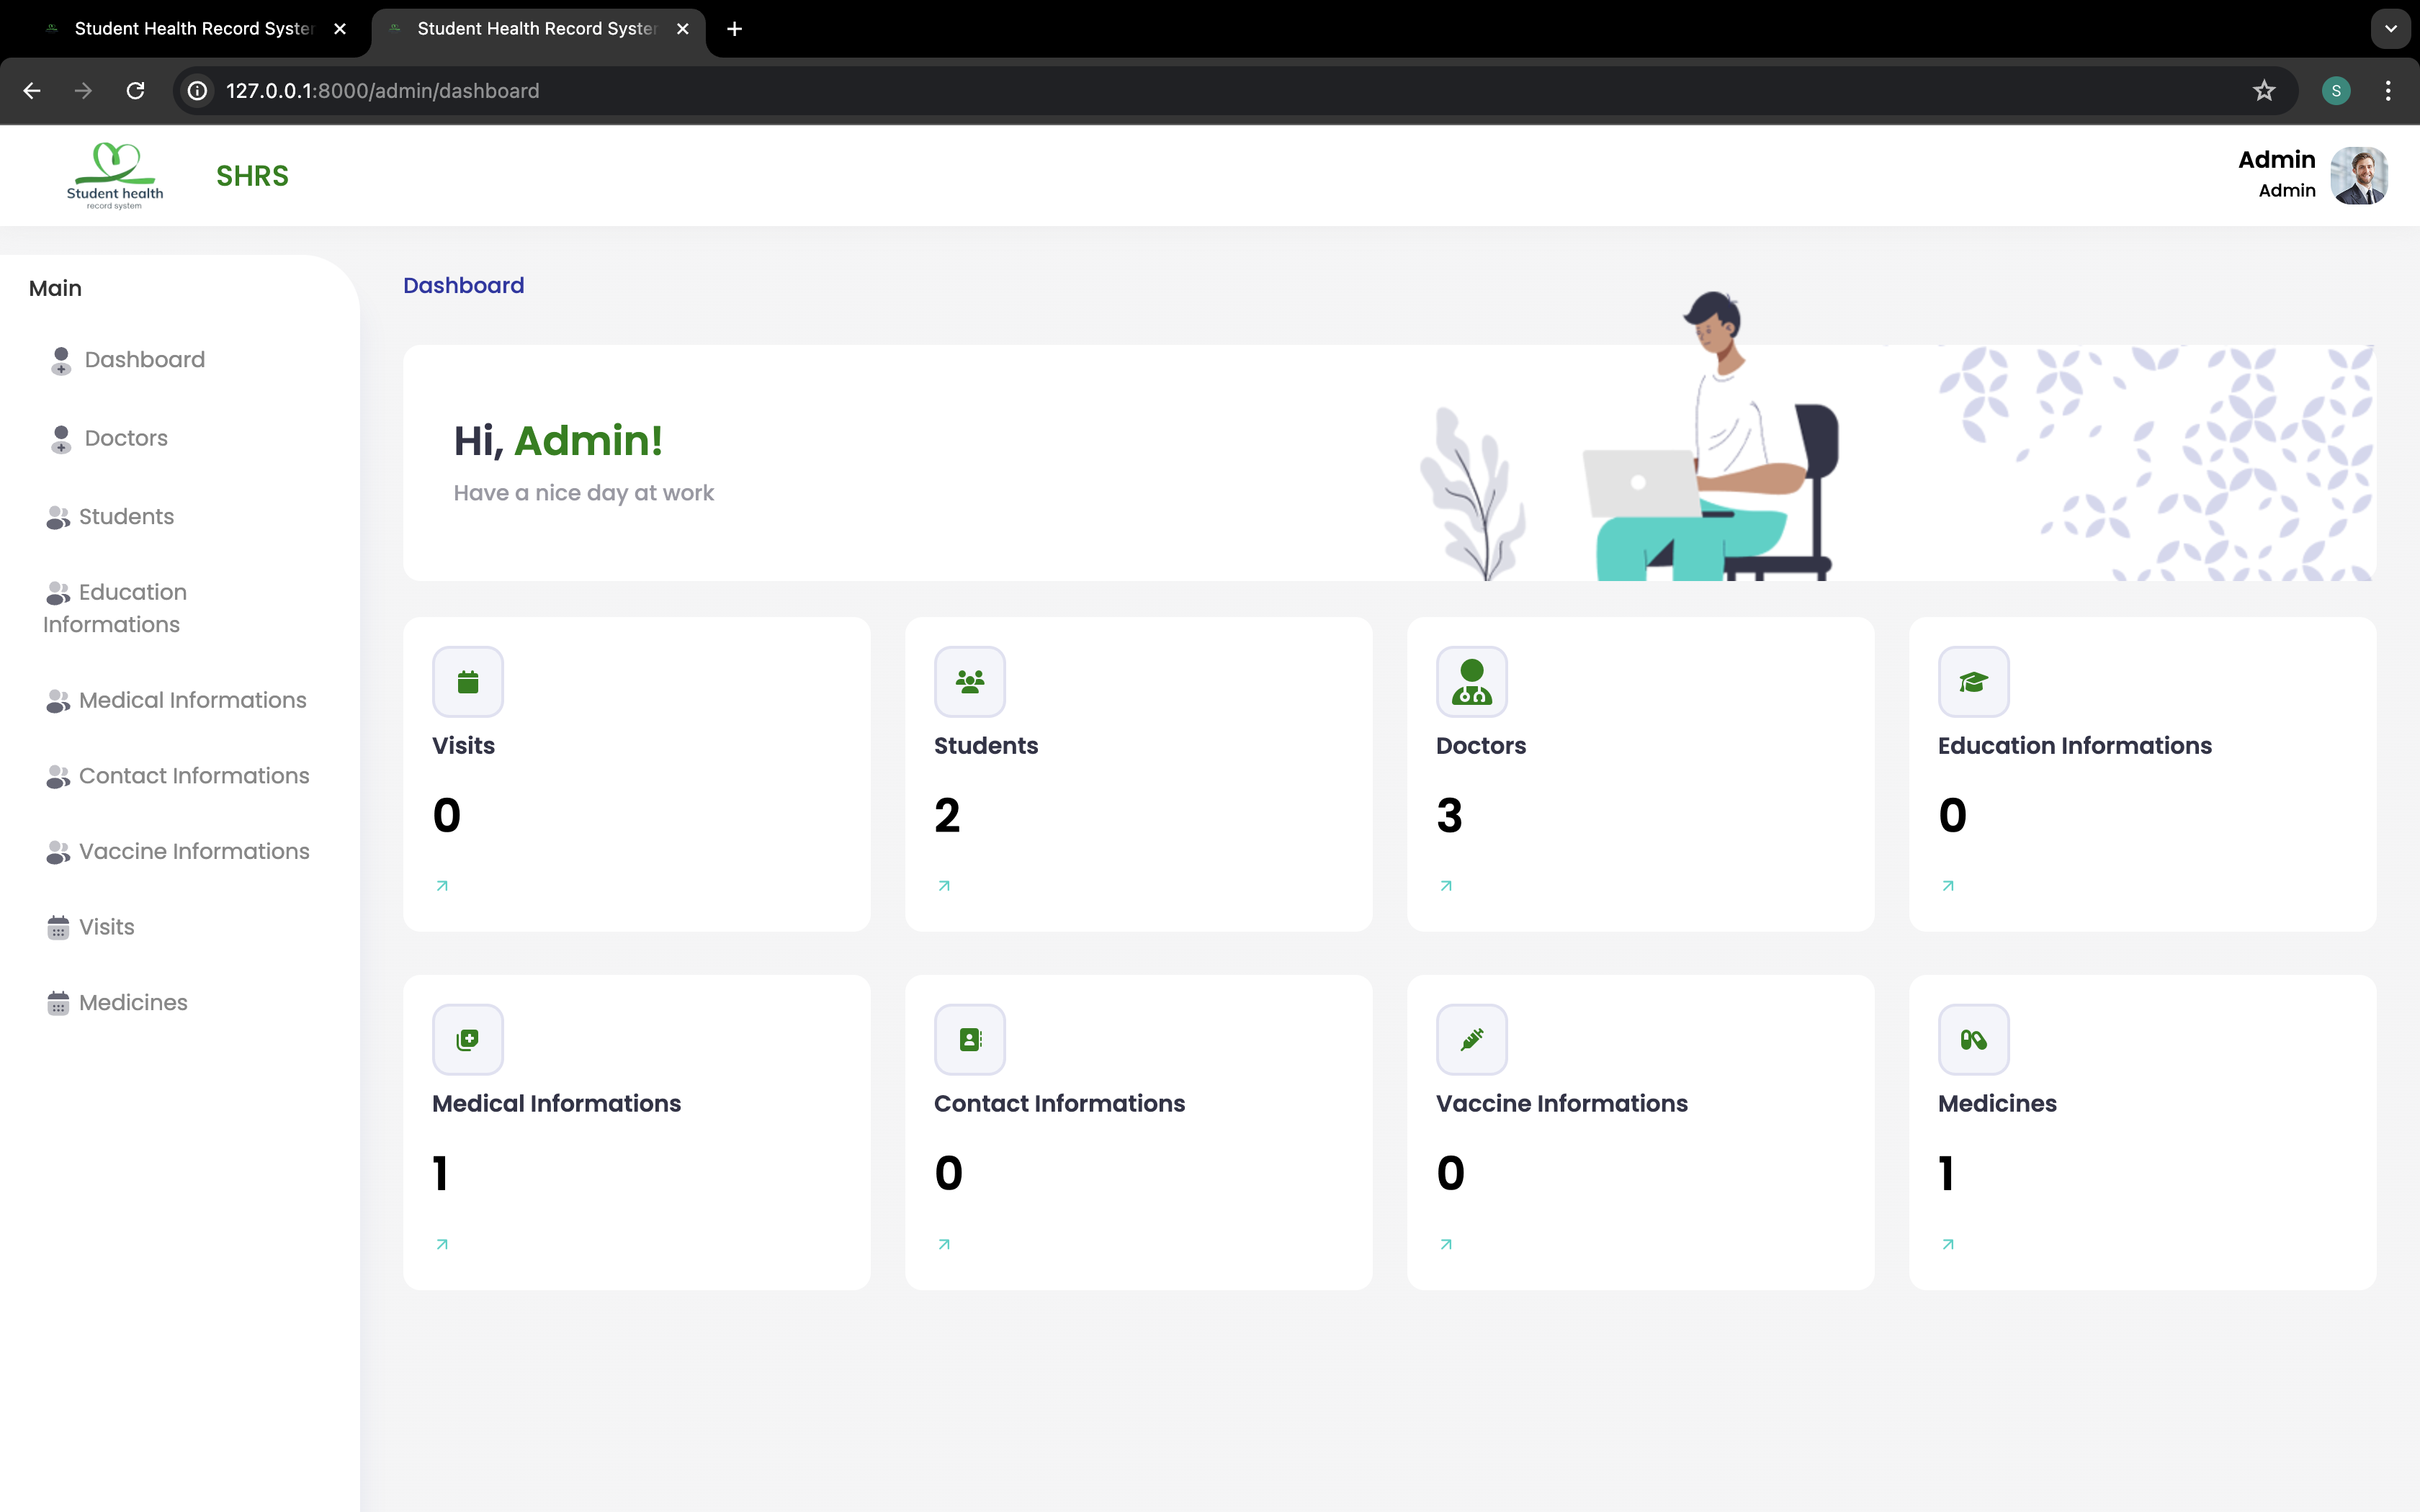 Student Health Record System
Student Health Record System
127.0.0.1:8000/admin/dashboard
S
Student health
record system
SHRS
Admin
Admin
Main
Dashboard
Doctors
Students
Education
Informations
Medical Informations
Contact Informations
Vaccine Informations
Visits
Medicines
Dashboard
Hi, Admin!
Have a nice day at work
Visits
0
Students
2
Doctors
3
Education Informations
0
Medical Informations
1
Contact Informations
0
Vaccine Informations
0
Medicines
1